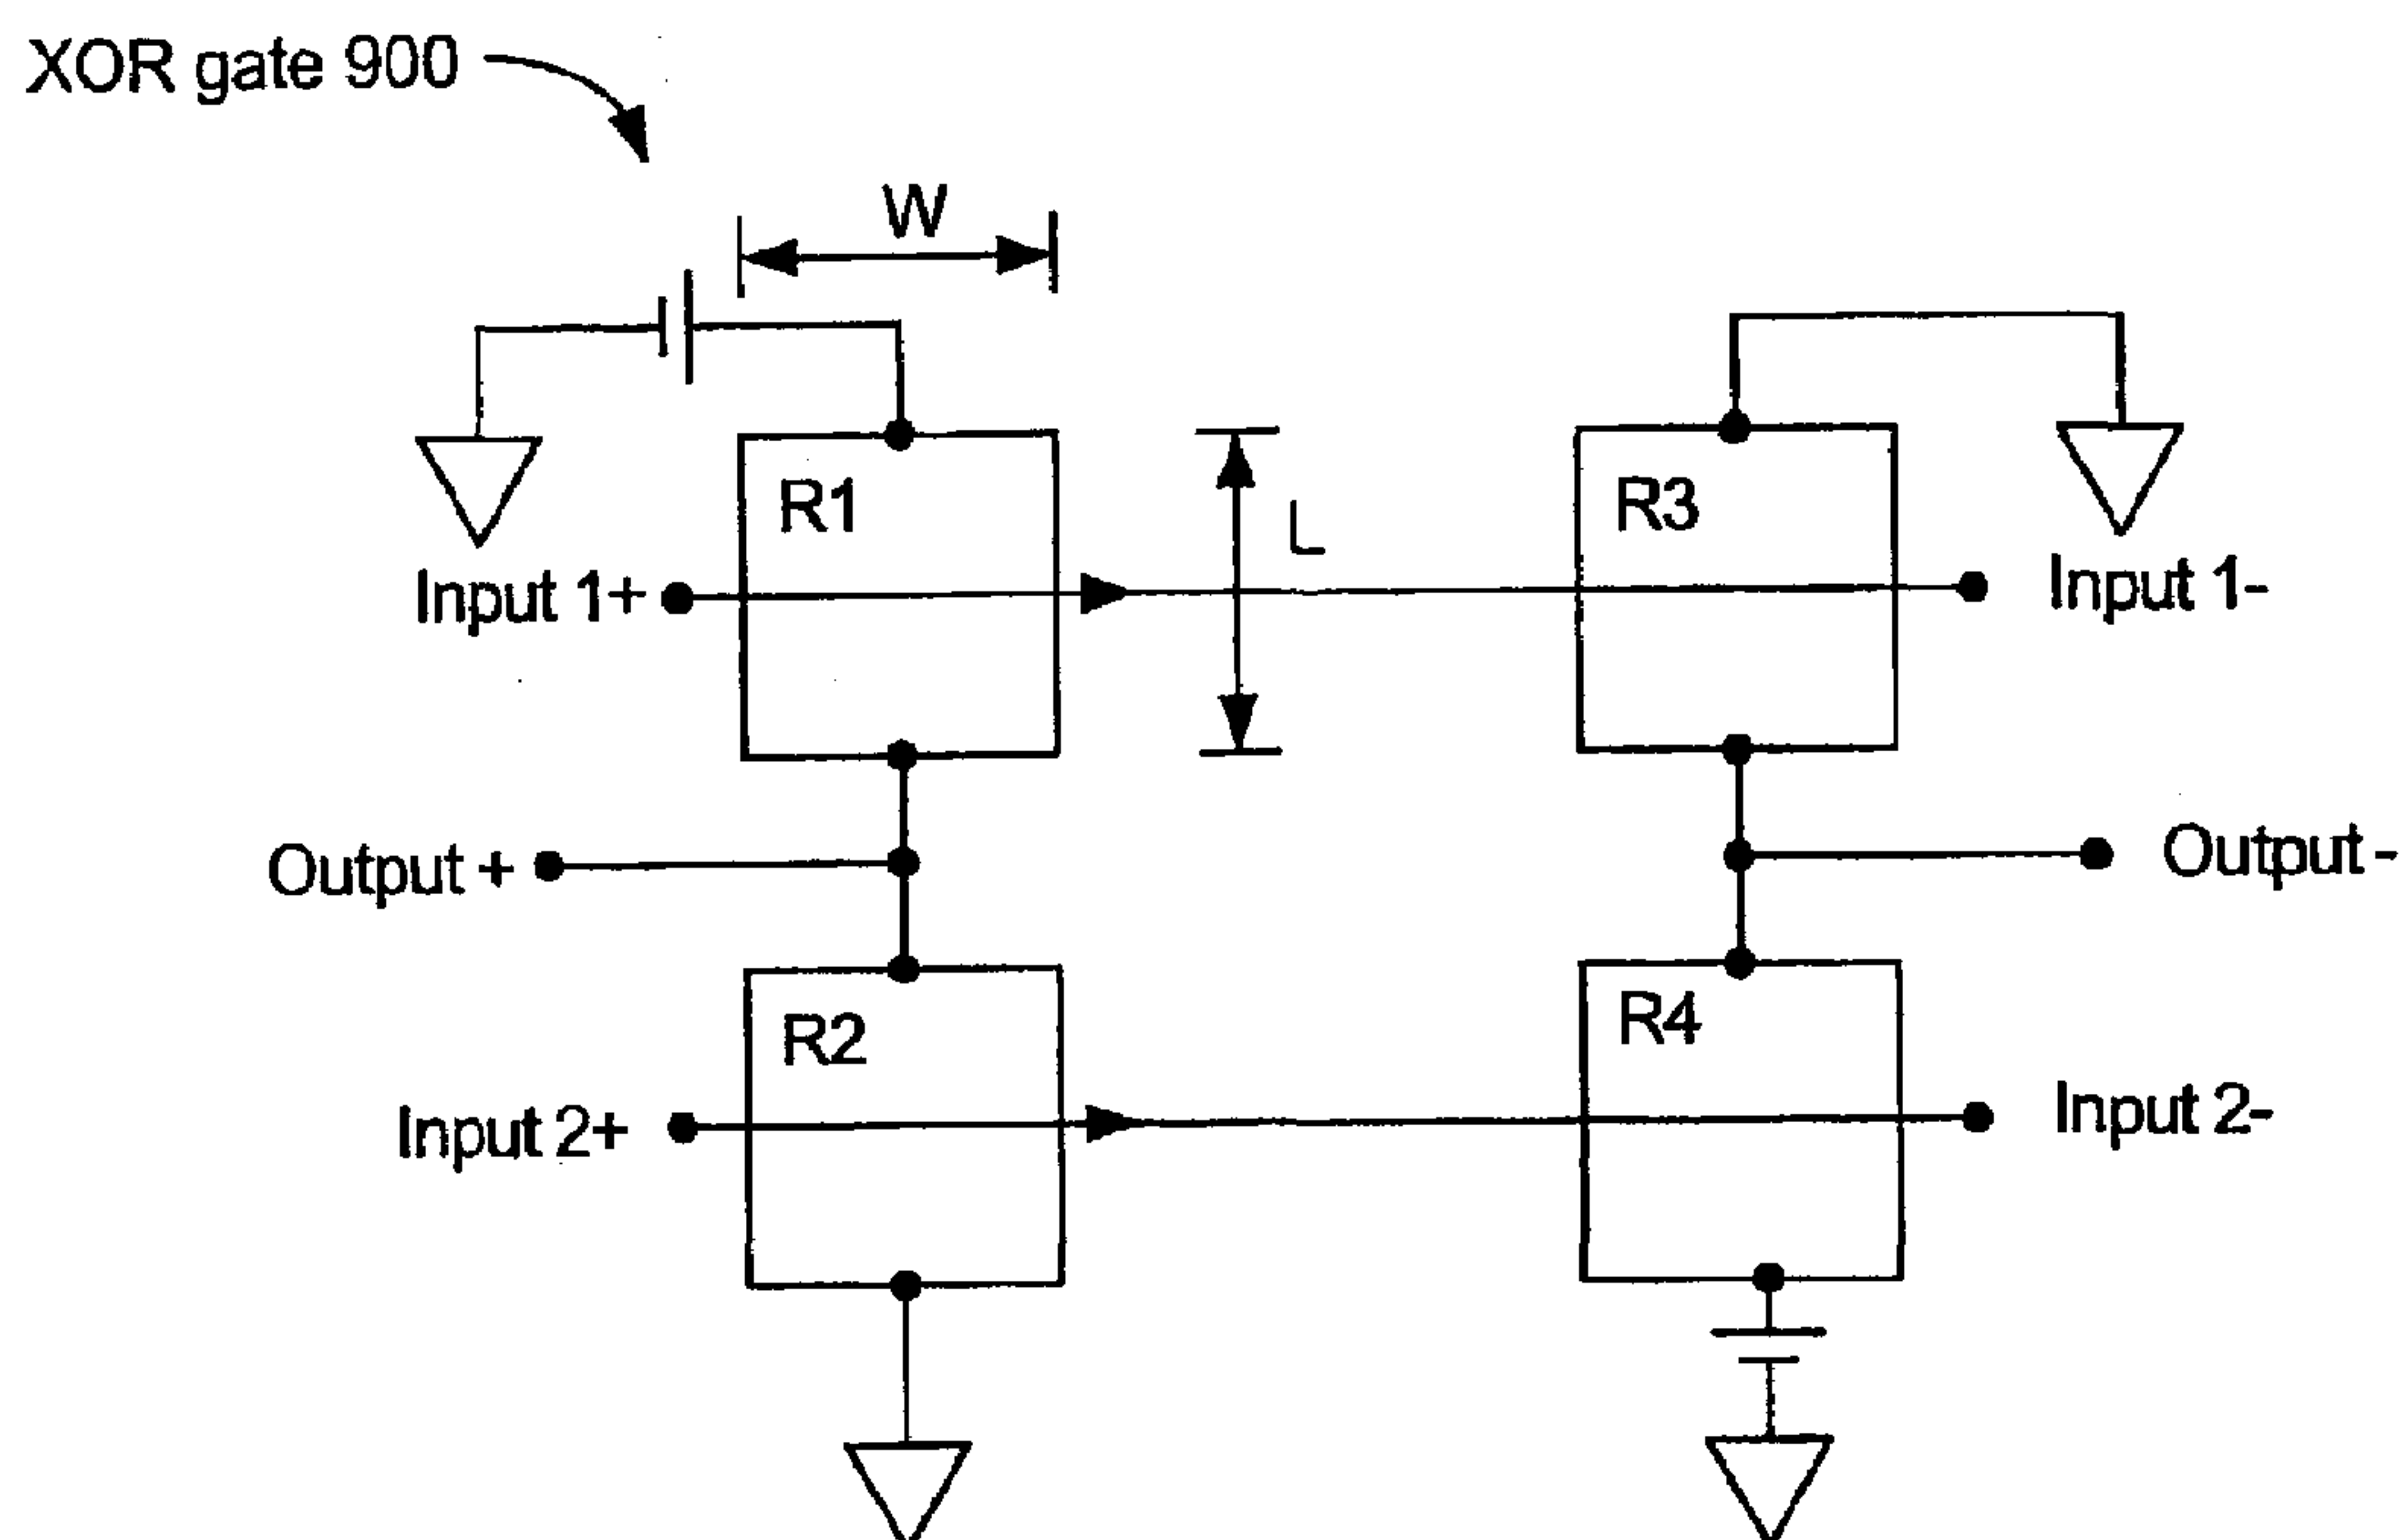 XOR gate 900
W
R1
R3
L
Input 1+
Input 1-
Output +
Output -
R2
R4
Input 2+
Input 2-